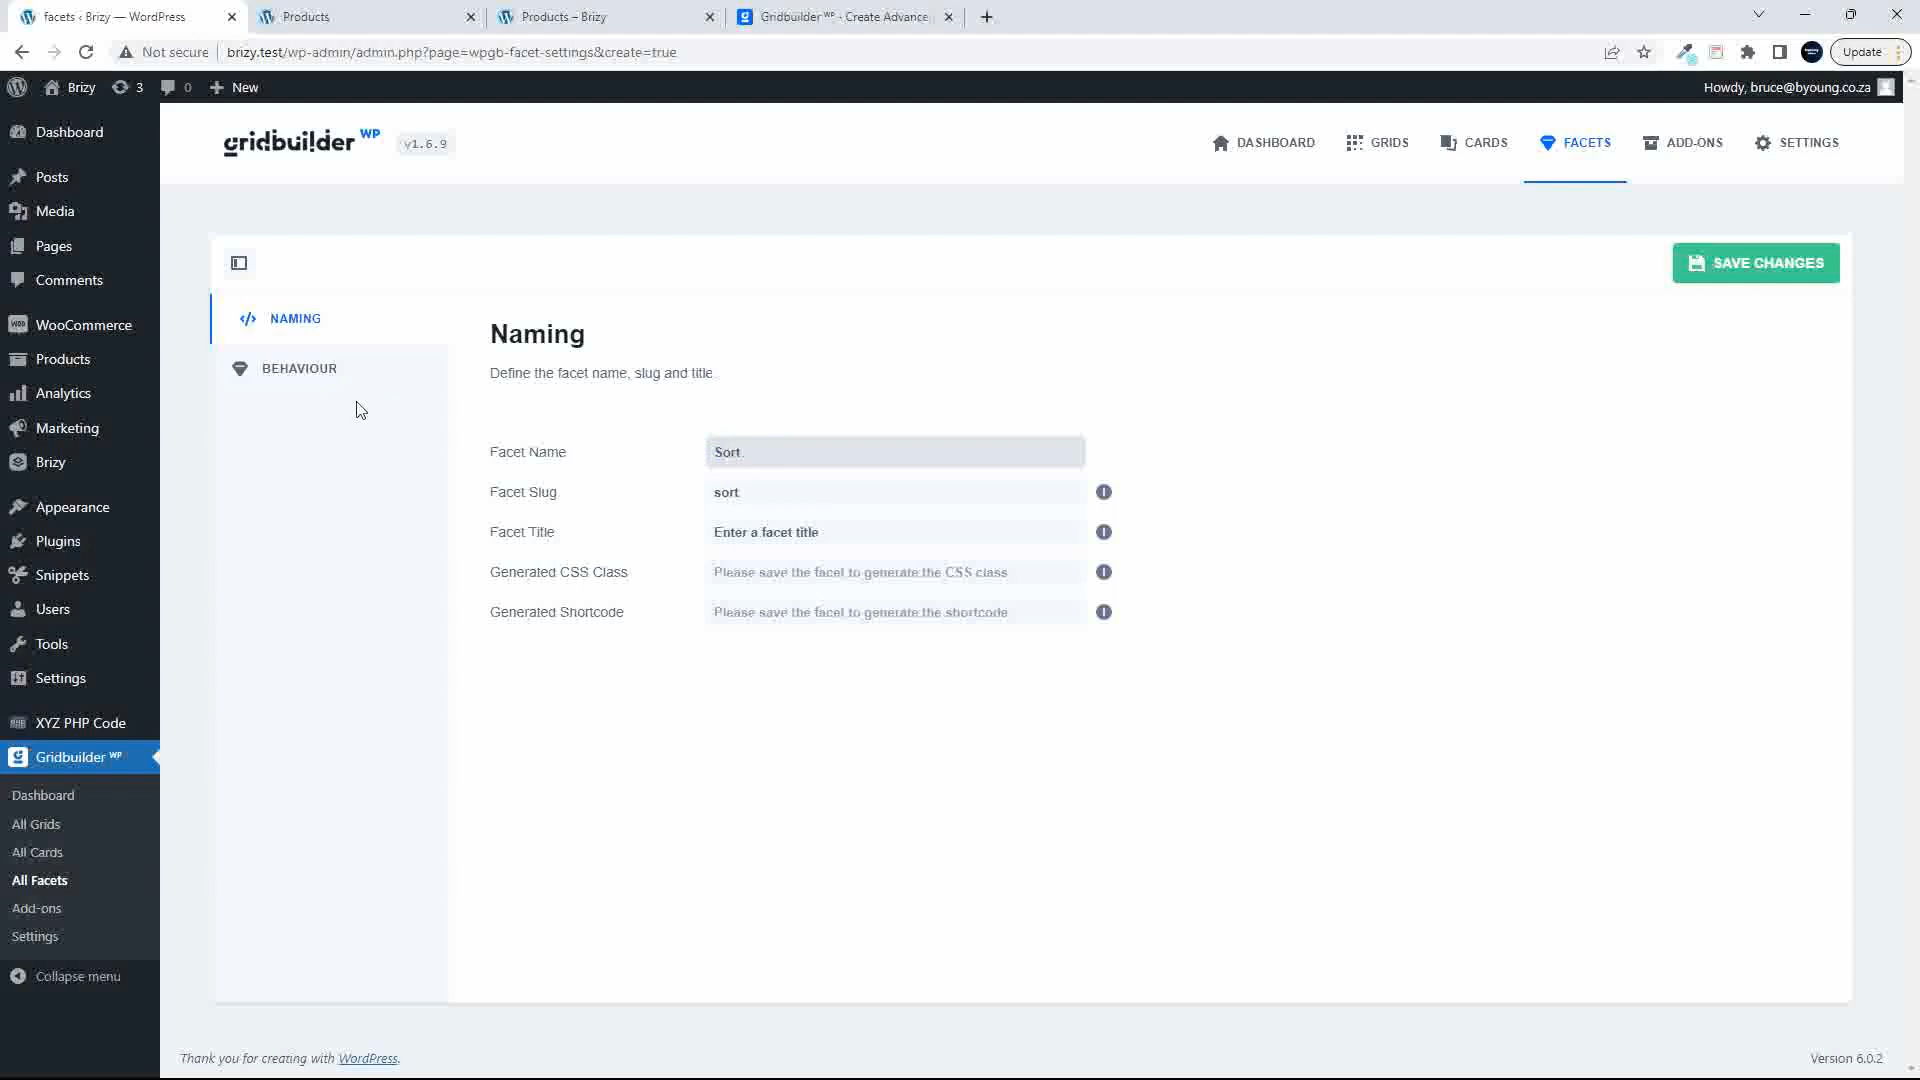 facets ‹ Brizy — WordPress
Products
Products – Brizy
Gridbuilder ᵂᴾ - Create Advance
Not secure
brizy.test/wp-admin/admin.php?page=wpgb-facet-settings&create=true
Update
Brizy
3
0
New
Howdy, bruce@byoung.co.za
Dashboard
Posts
Media
Pages
Comments
WooCommerce
Products
Analytics
Marketing
Brizy
Appearance
Plugins
Snippets
Users
Tools
Settings
XYZ PHP Code
Gridbuilder ᵂᴾ
Dashboard
All Grids
All Cards
All Facets
Add-ons
Settings
Collapse menu
gridbuilder WP
v1.6.9
DASHBOARD
GRIDS
CARDS
FACETS
ADD-ONS
SETTINGS
SAVE CHANGES
NAMING
BEHAVIOUR
Naming
Define the facet name, slug and title.
Facet Name
Sort
Facet Slug
sort
Facet Title
Enter a facet title
Generated CSS Class
Please save the facet to generate the CSS class
Generated Shortcode
Please save the facet to generate the shortcode
Thank you for creating with WordPress.
Version 6.0.2